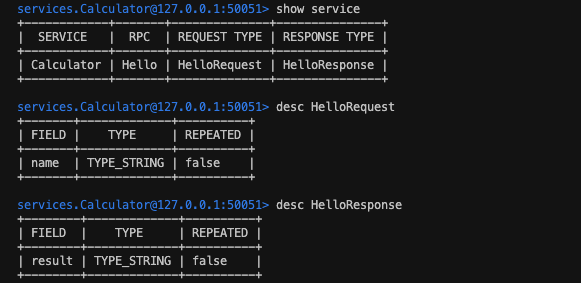 services.Calculator@127.0.0.1:50051> show service
+------------+-------+--------------+---------------+
|  SERVICE   |  RPC  | REQUEST TYPE | RESPONSE TYPE |
+------------+-------+--------------+---------------+
| Calculator | Hello | HelloRequest | HelloResponse |
+------------+-------+--------------+---------------+
services.Calculator@127.0.0.1:50051> desc HelloRequest
+-------+-------------+----------+
| FIELD |    TYPE     | REPEATED |
+-------+-------------+----------+
| name  | TYPE_STRING | false    |
+-------+-------------+----------+
services.Calculator@127.0.0.1:50051> desc HelloResponse
+--------+-------------+----------+
| FIELD  |    TYPE     | REPEATED |
+--------+-------------+----------+
| result | TYPE_STRING | false    |
+--------+-------------+----------+